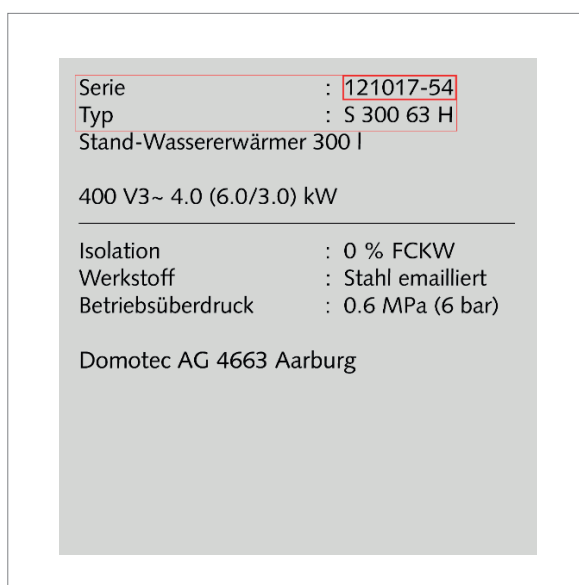 Serie : 121017-54
Typ : S 300 63 H
Stand-Wassererwärmer 300 l
400 V3~ 4.0 (6.0/3.0) kW
Isolation : 0 % FCKW
Werkstoff : Stahl emailliert
Betriebsüberdruck : 0.6 MPa (6 bar)
Domotec AG 4663 Aarburg